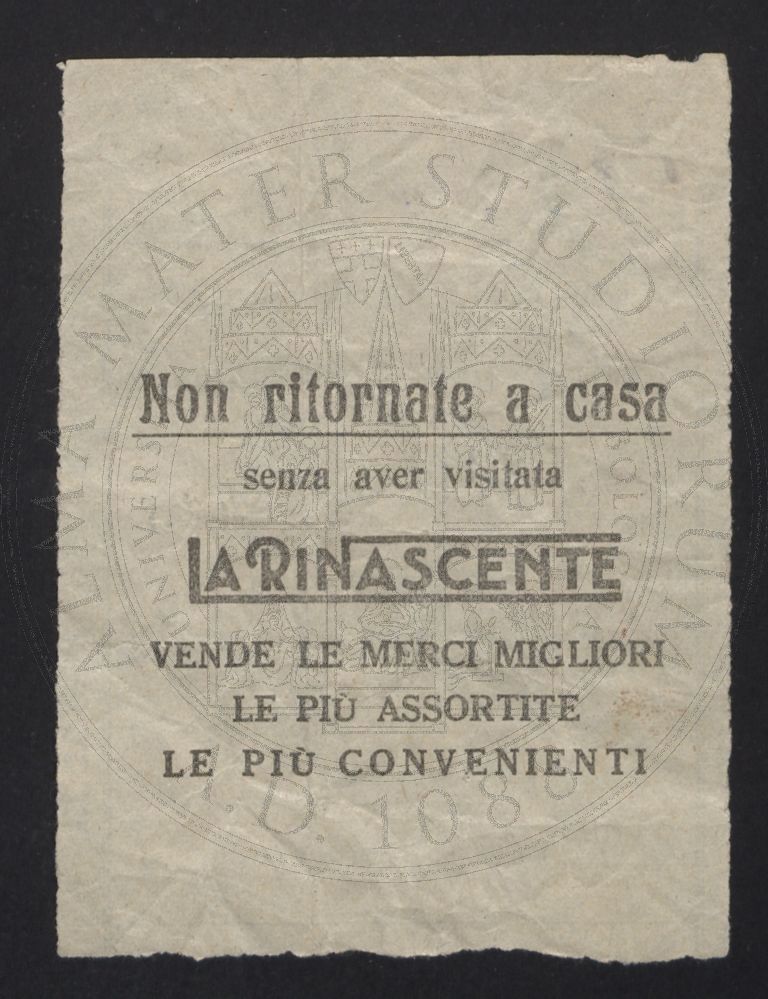 Non ritornate a casa
senza aver visitata
LA RINASCENTE
VENDE LE MERCI MIGLIORI
LE PIÙ ASSORTITE
LE PIÙ CONVENIENTI
ALMA MATER STUDIORUM
A.D. 1088